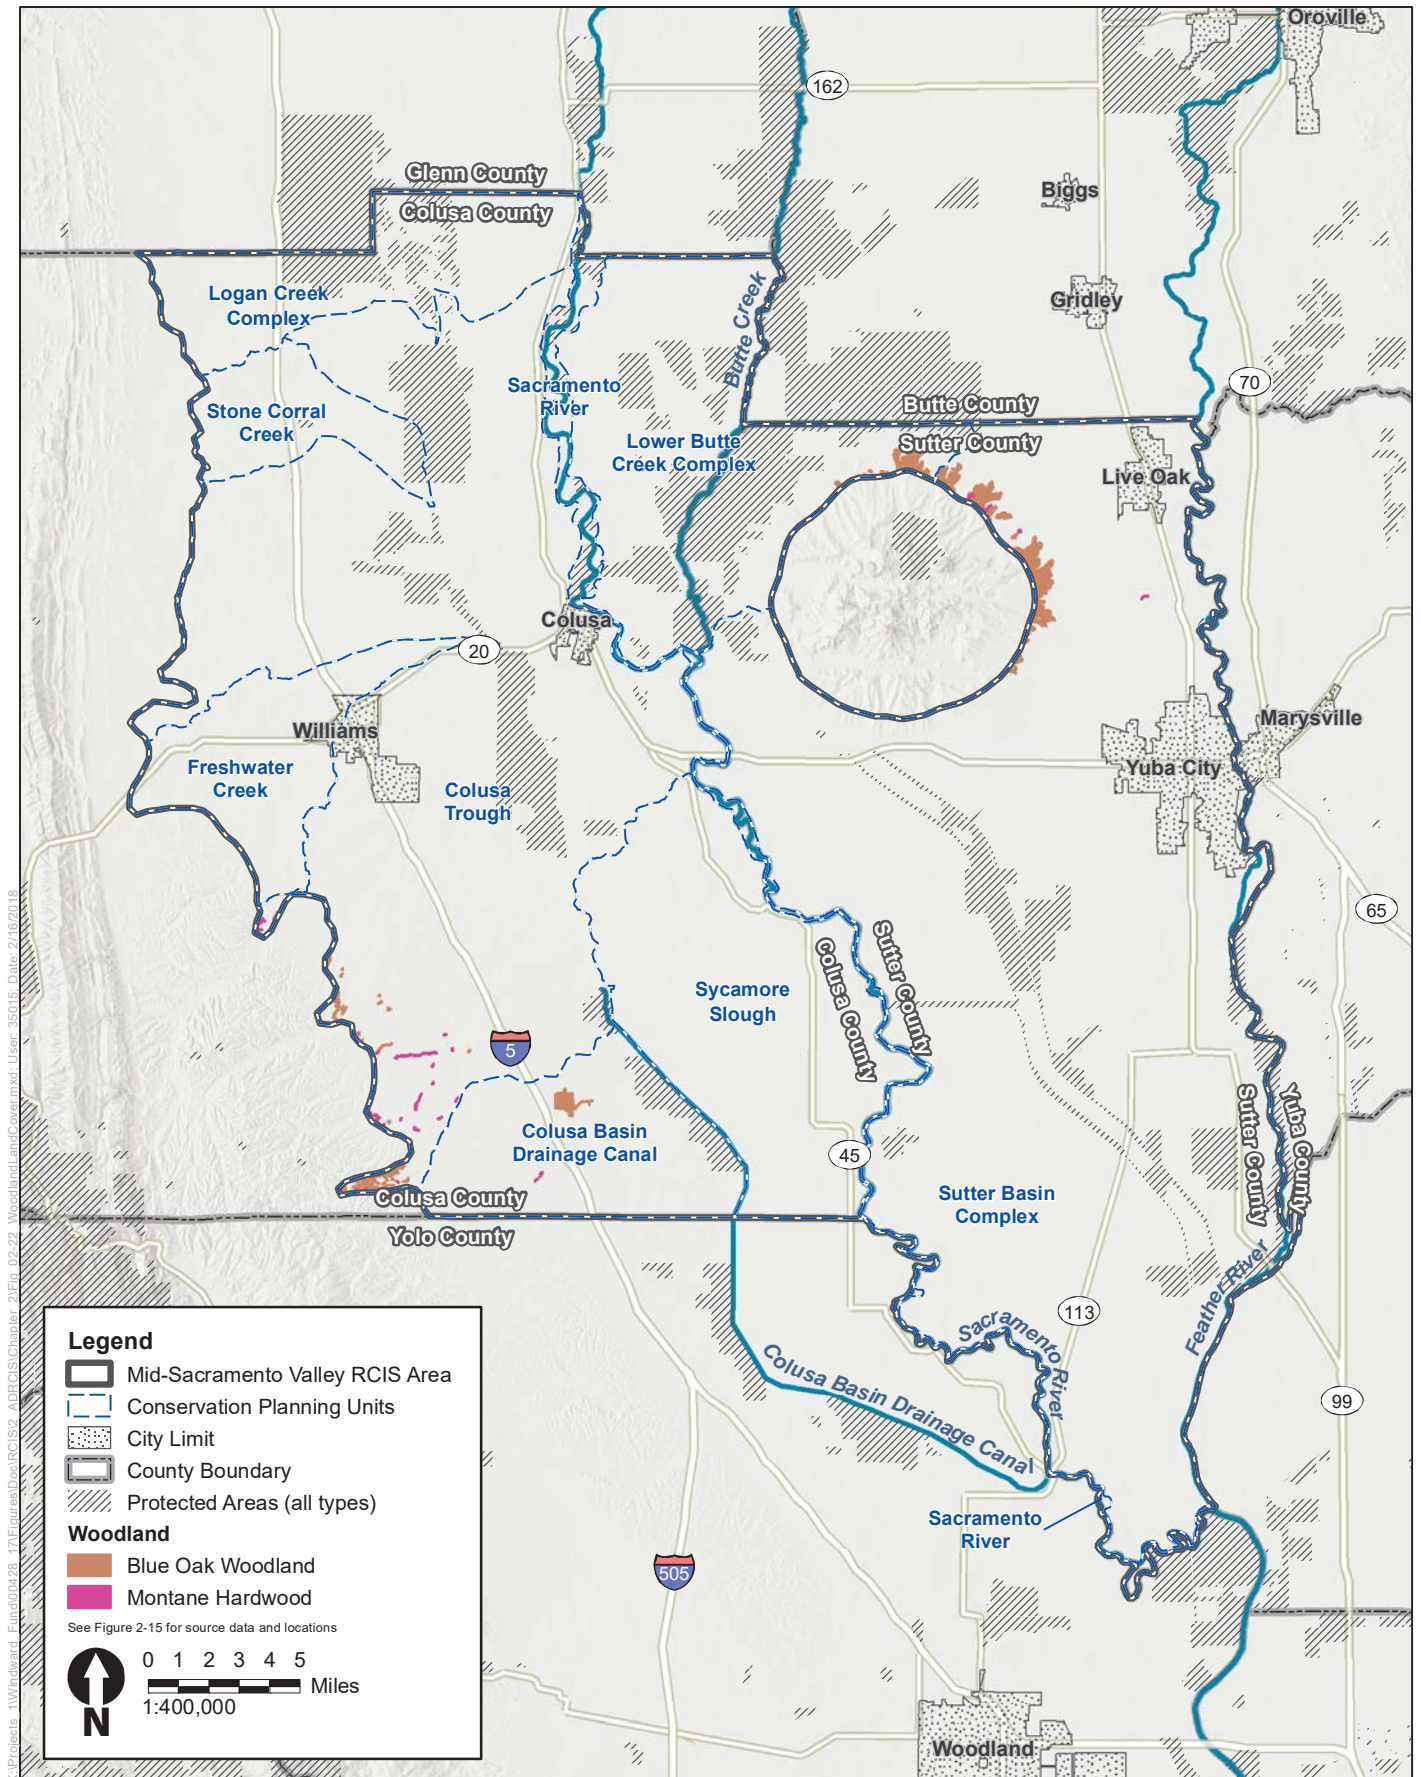 Oroville
162
Glenn County
Colusa County
Biggs
Logan Creek
Complex
Butte Creek
Gridley
Sacramento
River
70
Stone Corral
Creek
Butte County
Sutter County
Lower Butte
Creek Complex
Live Oak
Colusa
20
Williams
Marysville
Freshwater
Creek
Yuba City
Colusa
Trough
65
Sutter County
Colusa County
Sycamore
Slough
5
Colusa Basin
Drainage Canal
Yuba County
Sutter County
45
Colusa County
Yolo County
Sutter Basin
Complex
Feather River
113
Sacramento River
Colusa Basin Drainage Canal
99
Sacramento
River
505
Woodland
Legend
Mid-Sacramento Valley RCIS Area
Conservation Planning Units
City Limit
County Boundary
Protected Areas (all types)
Woodland
Blue Oak Woodland
Montane Hardwood
See Figure 2-15 for source data and locations
0 1 2 3 4 5
Miles
1:400,000
N